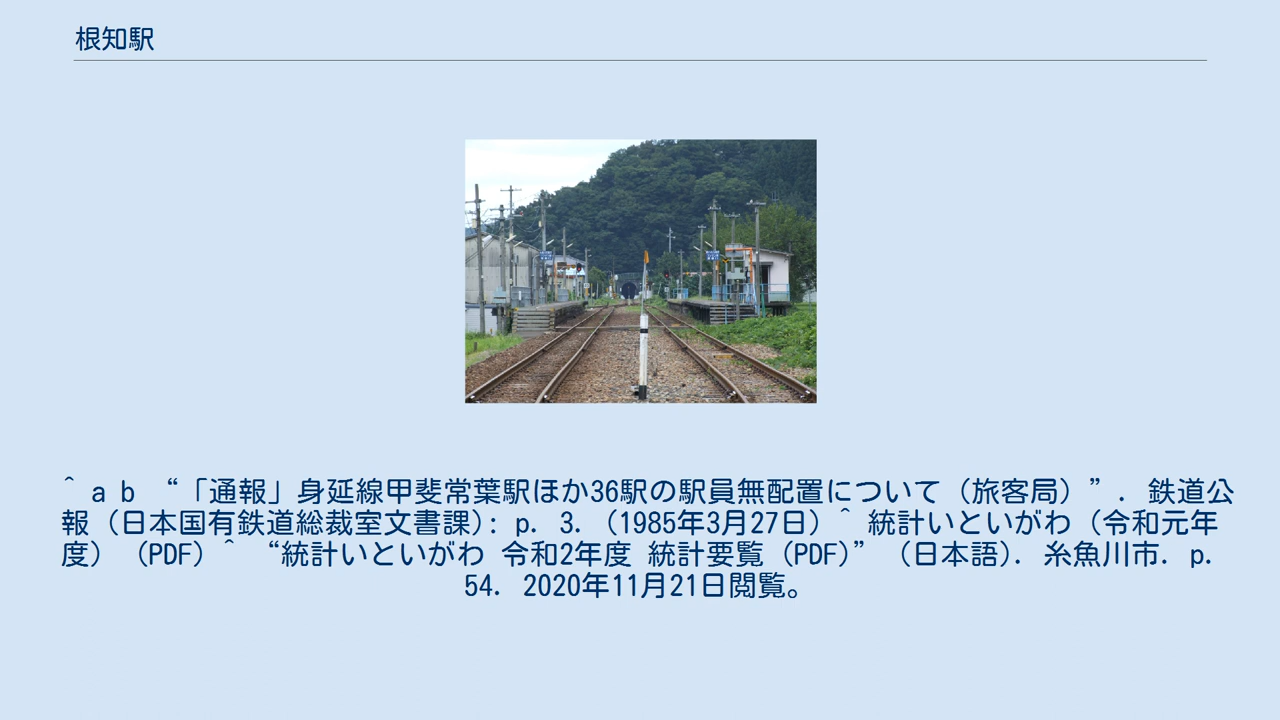 根知駅
^ a b “「通報」身延線甲斐常葉駅ほか36駅の駅員無配置について（旅客局）”. 鉄道公
報（日本国有鉄道総裁室文書課）: p. 3. （1985年3月27日）^ 統計いといがわ（令和元年
度）（PDF）^ “統計いといがわ 令和2年度 統計要覧（PDF）” （日本語）. 糸魚川市. p.
54. 2020年11月21日閲覧。